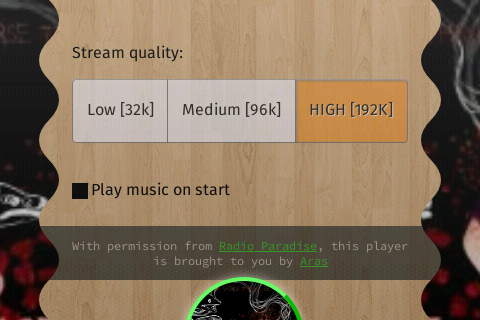 Stream quality:
Low [32k] Medium [96k] HIGH [192K]
Play music on start
With permission from Radio Paradise, this player
is brought to you by Aras